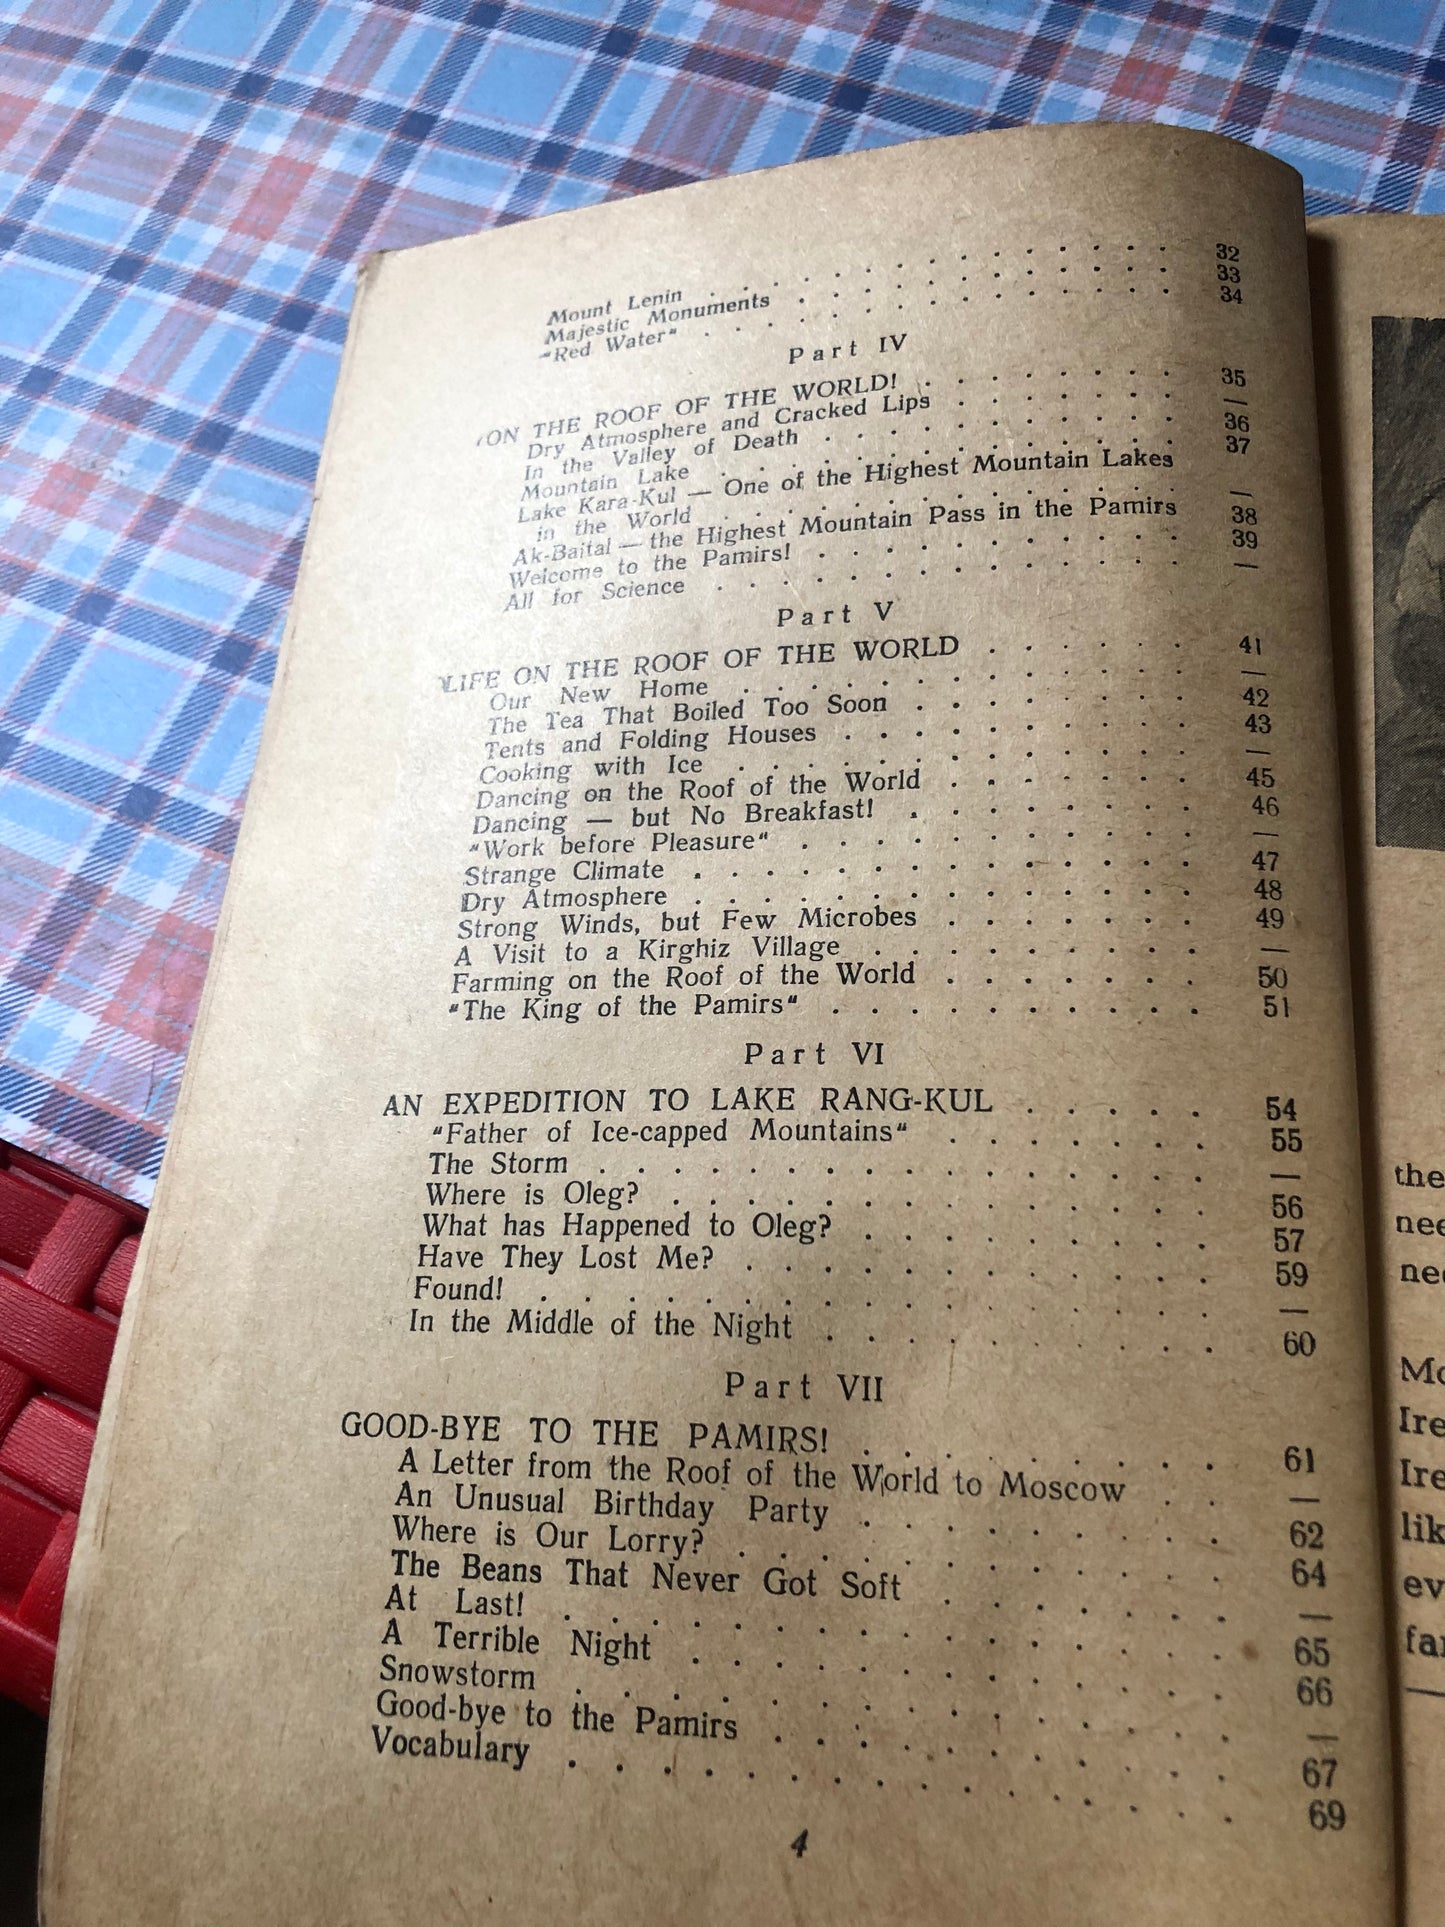 Mount Lenin . . . . . . . . . . . . . . 32
Majestic Monuments . . . . . . . . . . . . 33
“Red Water“ . . . . . . . . . . . . . . 34
Part IV
ON THE ROOF OF THE WORLD! . . . . . . . . 35
Dry Atmosphere and Cracked Lips . . . . . . . —
In the Valley of Death . . . . . . . . . . . 36
Mountain Lake . . . . . . . . . . . . . 37
Lake Kara-Kul — One of the Highest Mountain Lakes
in the World . . . . . . . . . . . . . —
Ak-Baital — the Highest Mountain Pass in the Pamirs 38
Welcome to the Pamirs! . . . . . . . . . . . 39
All for Science . . . . . . . . . . . . . —
Part V
LIFE ON THE ROOF OF THE WORLD . . . . . . 41
Our New Home . . . . . . . . . . . . —
The Tea That Boiled Too Soon . . . . . . . . 42
Tents and Folding Houses . . . . . . . . . . 43
Cooking with Ice . . . . . . . . . . . . —
Dancing on the Roof of the World . . . . . . . 45
Dancing — but No Breakfast! . . . . . . . . 46
“Work before Pleasure“ . . . . . . . . . . —
Strange Climate . . . . . . . . . . . . . 47
Dry Atmosphere . . . . . . . . . . . . . 48
Strong Winds, but Few Microbes . . . . . . . 49
A Visit to a Kirghiz Village . . . . . . . . . —
Farming on the Roof of the World . . . . . . . 50
“The King of the Pamirs“ . . . . . . . . . . 51
Part VI
AN EXPEDITION TO LAKE RANG-KUL . . . . . 54
“Father of Ice-capped Mountains“ . . . . . . . 55
The Storm . . . . . . . . . . . . . . . —
Where is Oleg? . . . . . . . . . . . . . 56
What has Happened to Oleg? . . . . . . . . . 57
Have They Lost Me? . . . . . . . . . . . . 59
Found! . . . . . . . . . . . . . . . . —
In the Middle of the Night . . . . . . . . . . 60
Part VII
GOOD-BYE TO THE PAMIRS! . . . . . . . . . 61
A Letter from the Roof of the World to Moscow . . —
An Unusual Birthday Party . . . . . . . . . 62
Where is Our Lorry? . . . . . . . . . . . . 64
The Beans That Never Got Soft . . . . . . . —
At Last! . . . . . . . . . . . . . . . 65
A Terrible Night . . . . . . . . . . . . . 66
Snowstorm . . . . . . . . . . . . . . . —
Good-bye to the Pamirs . . . . . . . . . . . 67
Vocabulary . . . . . . . . . . . . . . . 69
4
the
Ire
Ire